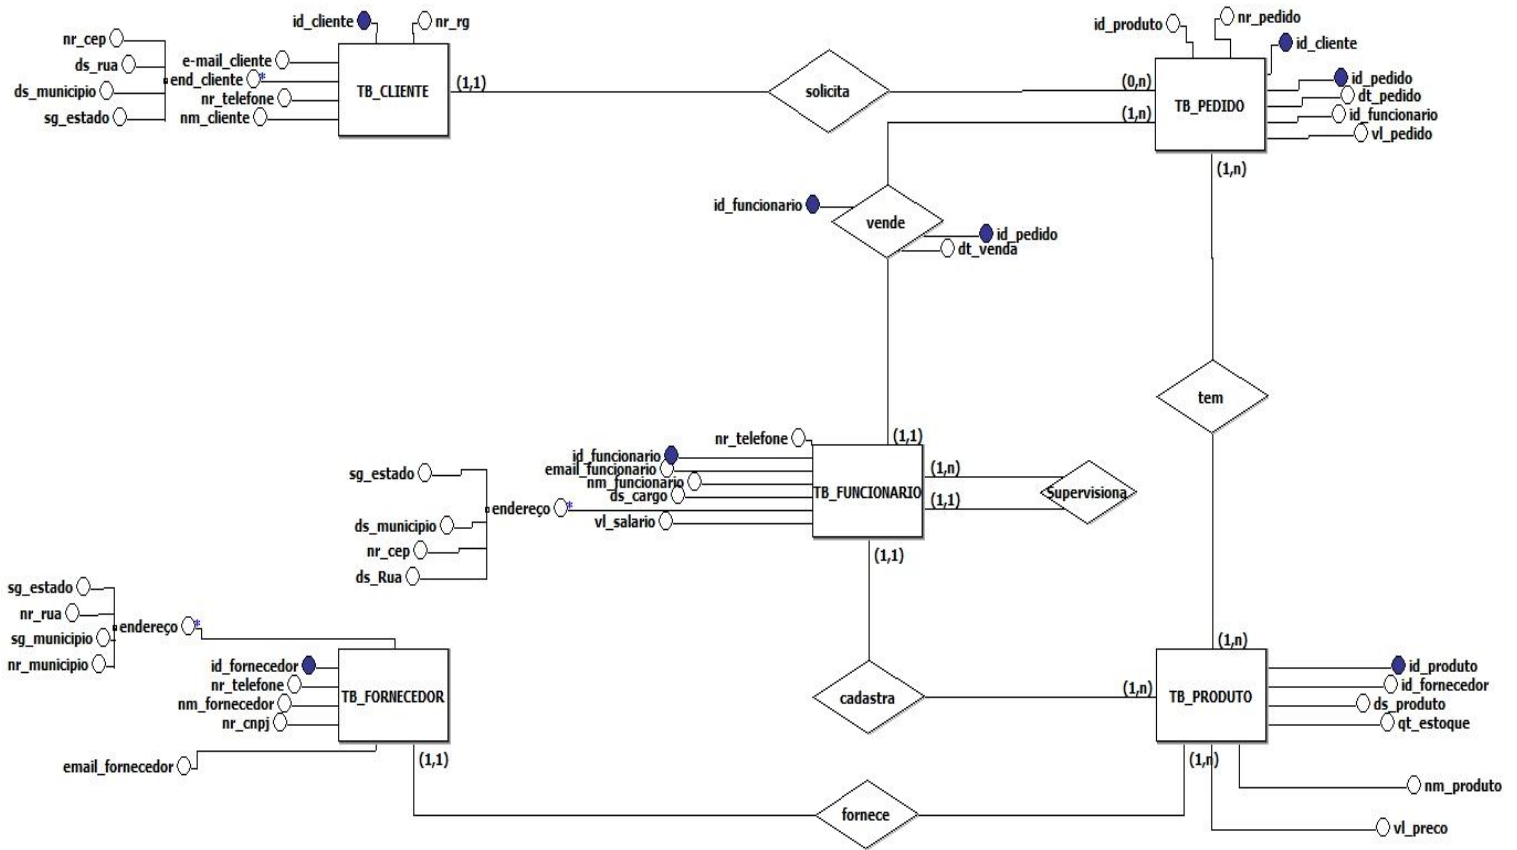 id_cliente
nr_rg
nr_cep
ds_rua
ds_municipio
sg_estado
e-mail_cliente
end_cliente *
nr_telefone
nm_cliente
TB_CLIENTE
(1,1)
solicita
(0,n)
(1,n)
id_produto
nr_pedido
id_cliente
TB_PEDIDO
id_pedido
dt_pedido
id_funcionario
vl_pedido
(1,n)
id_funcionario
vende
id_pedido
dt_venda
tem
(1,1)
nr_telefone
id_funcionario
email_funcionario
nm_funcionario
ds_cargo
endereço *
vl_salario
sg_estado
ds_municipio
nr_cep
ds_Rua
TB_FUNCIONARIO
(1,n)
(1,1)
Supervisiona
(1,1)
sg_estado
nr_rua
sg_municipio
nr_municipio
endereço *
id_fornecedor
nr_telefone
nm_fornecedor
nr_cnpj
email_fornecedor
TB_FORNECEDOR
(1,1)
cadastra
(1,n)
(1,n)
TB_PRODUTO
id_produto
id_fornecedor
ds_produto
qt_estoque
(1,n)
nm_produto
vl_preco
fornece